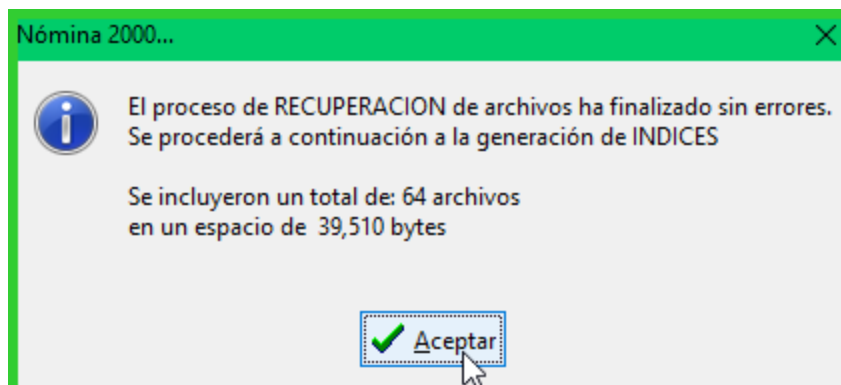 Nómina 2000...
El proceso de RECUPERACION de archivos ha finalizado sin errores.
Se procederá a continuación a la generación de INDICES
Se incluyeron un total de: 64 archivos
en un espacio de  39,510 bytes
Aceptar